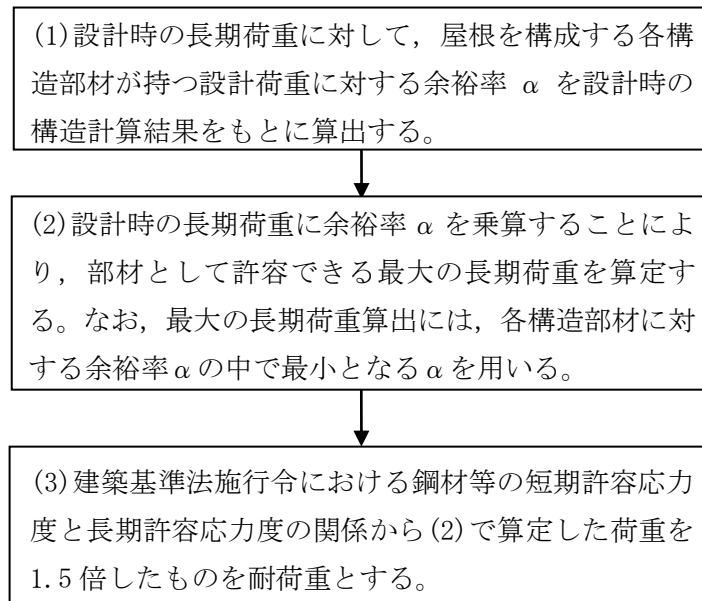 (1)設計時の長期荷重に対して，屋根を構成する各構
造部材が持つ設計荷重に対する余裕率 α を設計時の
構造計算結果をもとに算出する。
(2)設計時の長期荷重に余裕率 α を乗算することによ
り，部材として許容できる最大の長期荷重を算定す
る。なお，最大の長期荷重算出には，各構造部材に対
する余裕率αの中で最小となるαを用いる。
(3)建築基準法施行令における鋼材等の短期許容応力
度と長期許容応力度の関係から(2)で算定した荷重を
1.5 倍したものを耐荷重とする。